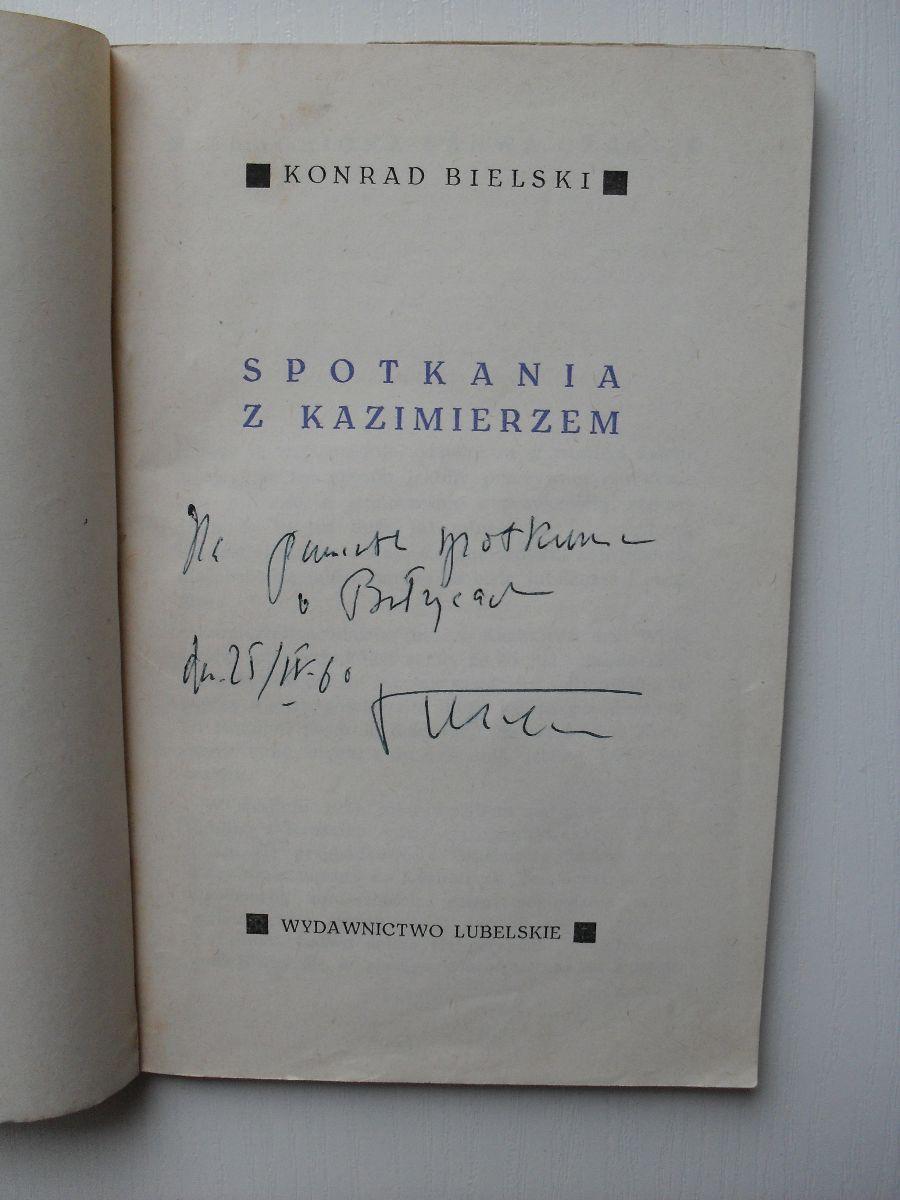 KONRAD BIELSKI
SPOTKANIA
Z KAZIMIERZEM
Na pamiątkę spotkania
w Bełżycach
dn. 25/IV-60
WYDAWNICTWO LUBELSKIE